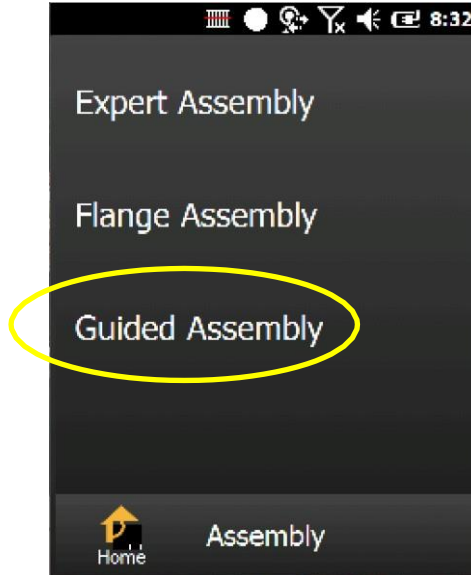 8:32
Expert Assembly
Flange Assembly
Guided Assembly
Home
Assembly